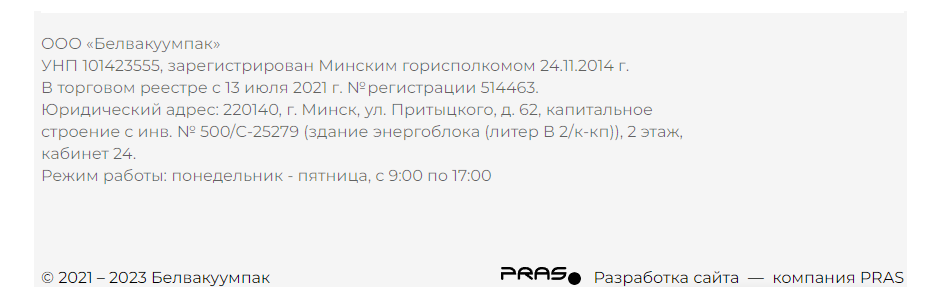 ООО «Белвакуумпак»
УНП 101423555, зарегистрирован Минским горисполкомом 24.11.2014 г.
В торговом реестре с 13 июля 2021 г. № регистрации 514463.
Юридический адрес: 220140, г. Минск, ул. Притыцкого, д. 62, капитальное
строение с инв. № 500/С-25279 (здание энергоблока (литер В 2/к-кп)), 2 этаж,
кабинет 24.
Режим работы: понедельник - пятница, с 9:00 по 17:00
© 2021 – 2023 Белвакуумпак
PRAS
Разработка сайта — компания PRAS